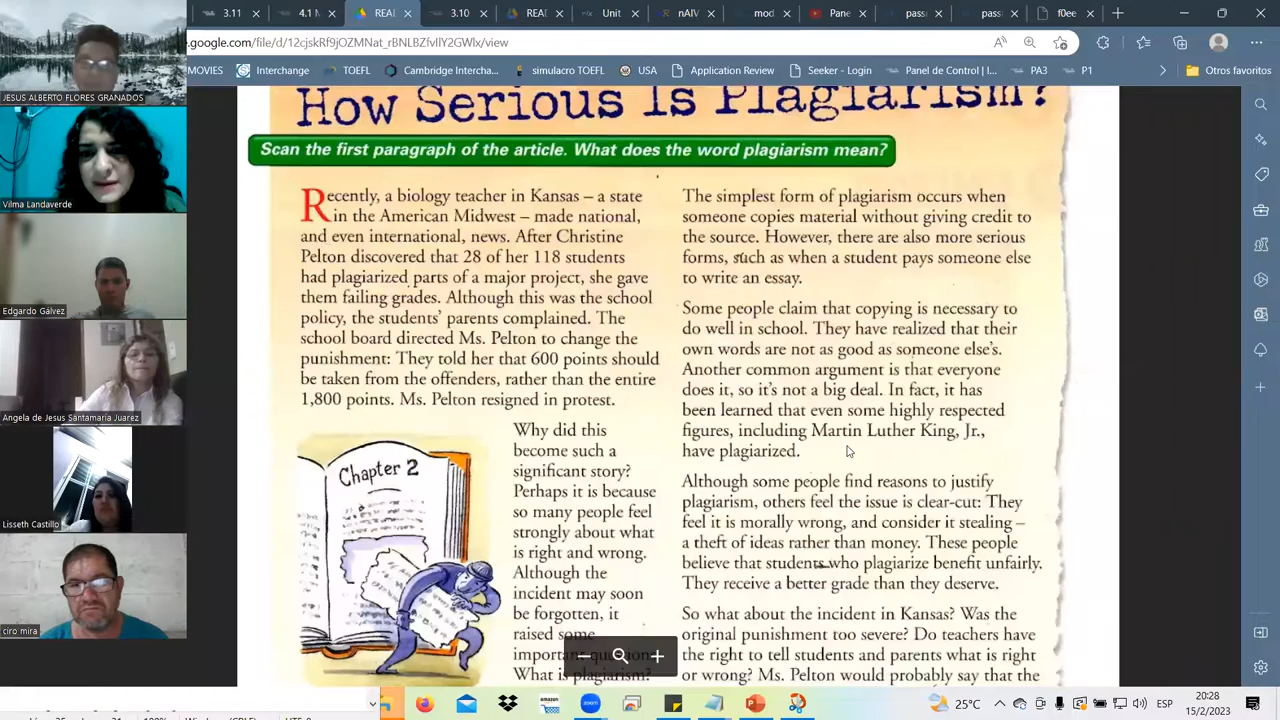 3.11
4.1 M
REAI
3.10
REAI
Unit
nAIV
mod
Pane
pass
pass
f0ee
google.com/file/d/12cjskRf9jOZMNat_rBNLBZfvIlY2GWlx/view
MOVIES
Interchange
TOEFL
Cambridge Intercha...
simulacro TOEFL
USA
Application Review
Seeker - Login
Panel de Control | I...
PA3
P1
Otros favoritos
JESUS ALBERTO FLORES GRANADOS
Vilma Landaverde
Edgardo Gálvez
Angela de Jesus Santamaria Juarez
Lisseth Castillo
ciro mira
How Serious Is Plagiarism?
Scan the first paragraph of the article. What does the word plagiarism mean?
Recently, a biology teacher in Kansas – a state
in the American Midwest – made national,
and even international, news. After Christine
Pelton discovered that 28 of her 118 students
had plagiarized parts of a major project, she gave
them failing grades. Although this was the school
policy, the students' parents complained. The
school board directed Ms. Pelton to change the
punishment: They told her that 600 points should
be taken from the offenders, rather than the entire
1,800 points. Ms. Pelton resigned in protest.
Chapter 2
Why did this
become such a
significant story?
Perhaps it is because
so many people feel
strongly about what
is right and wrong.
Although the
incident may soon
be forgotten, it
raised some
important question:
What is plagiarism?
The simplest form of plagiarism occurs when
someone copies material without giving credit to
the source. However, there are also more serious
forms, such as when a student pays someone else
to write an essay.
Some people claim that copying is necessary to
do well in school. They have realized that their
own words are not as good as someone else's.
Another common argument is that everyone
does it, so it's not a big deal. In fact, it has
been learned that even some highly respected
figures, including Martin Luther King, Jr.,
have plagiarized.
Although some people find reasons to justify
plagiarism, others feel the issue is clear-cut: They
feel it is morally wrong, and consider it stealing –
a theft of ideas rather than money. These people
believe that students who plagiarize benefit unfairly.
They receive a better grade than they deserve.
So what about the incident in Kansas? Was the
original punishment too severe? Do teachers have
the right to tell students and parents what is right
or wrong? Ms. Pelton would probably say that the
25°C
ESP
20:28
15/2/2023